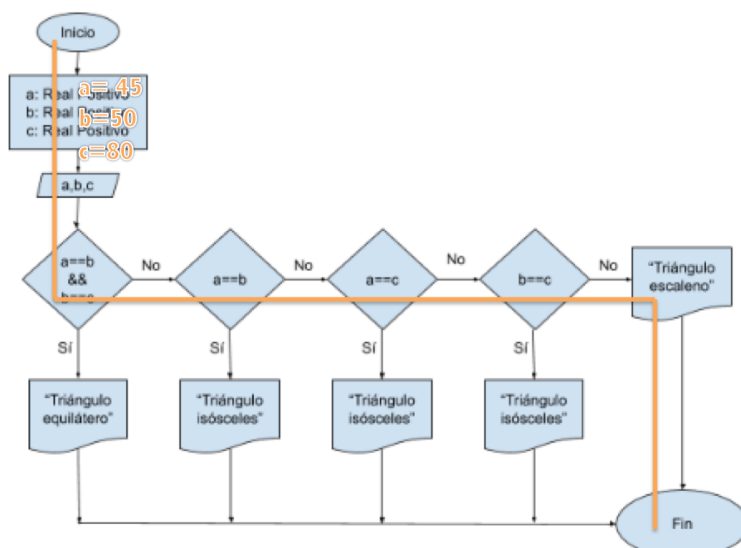 Inicio
a: Real Positivo
b: Real Positivo
c: Real Positivo
a= 45
b=50
c=80
a,b,c
a==b
&&
b==c
No
a==b
No
a==c
No
b==c
No
“Triángulo
escaleno”
Sí
Sí
Sí
Sí
“Triángulo
equilátero”
“Triángulo
isósceles”
“Triángulo
isósceles”
“Triángulo
isósceles”
Fin